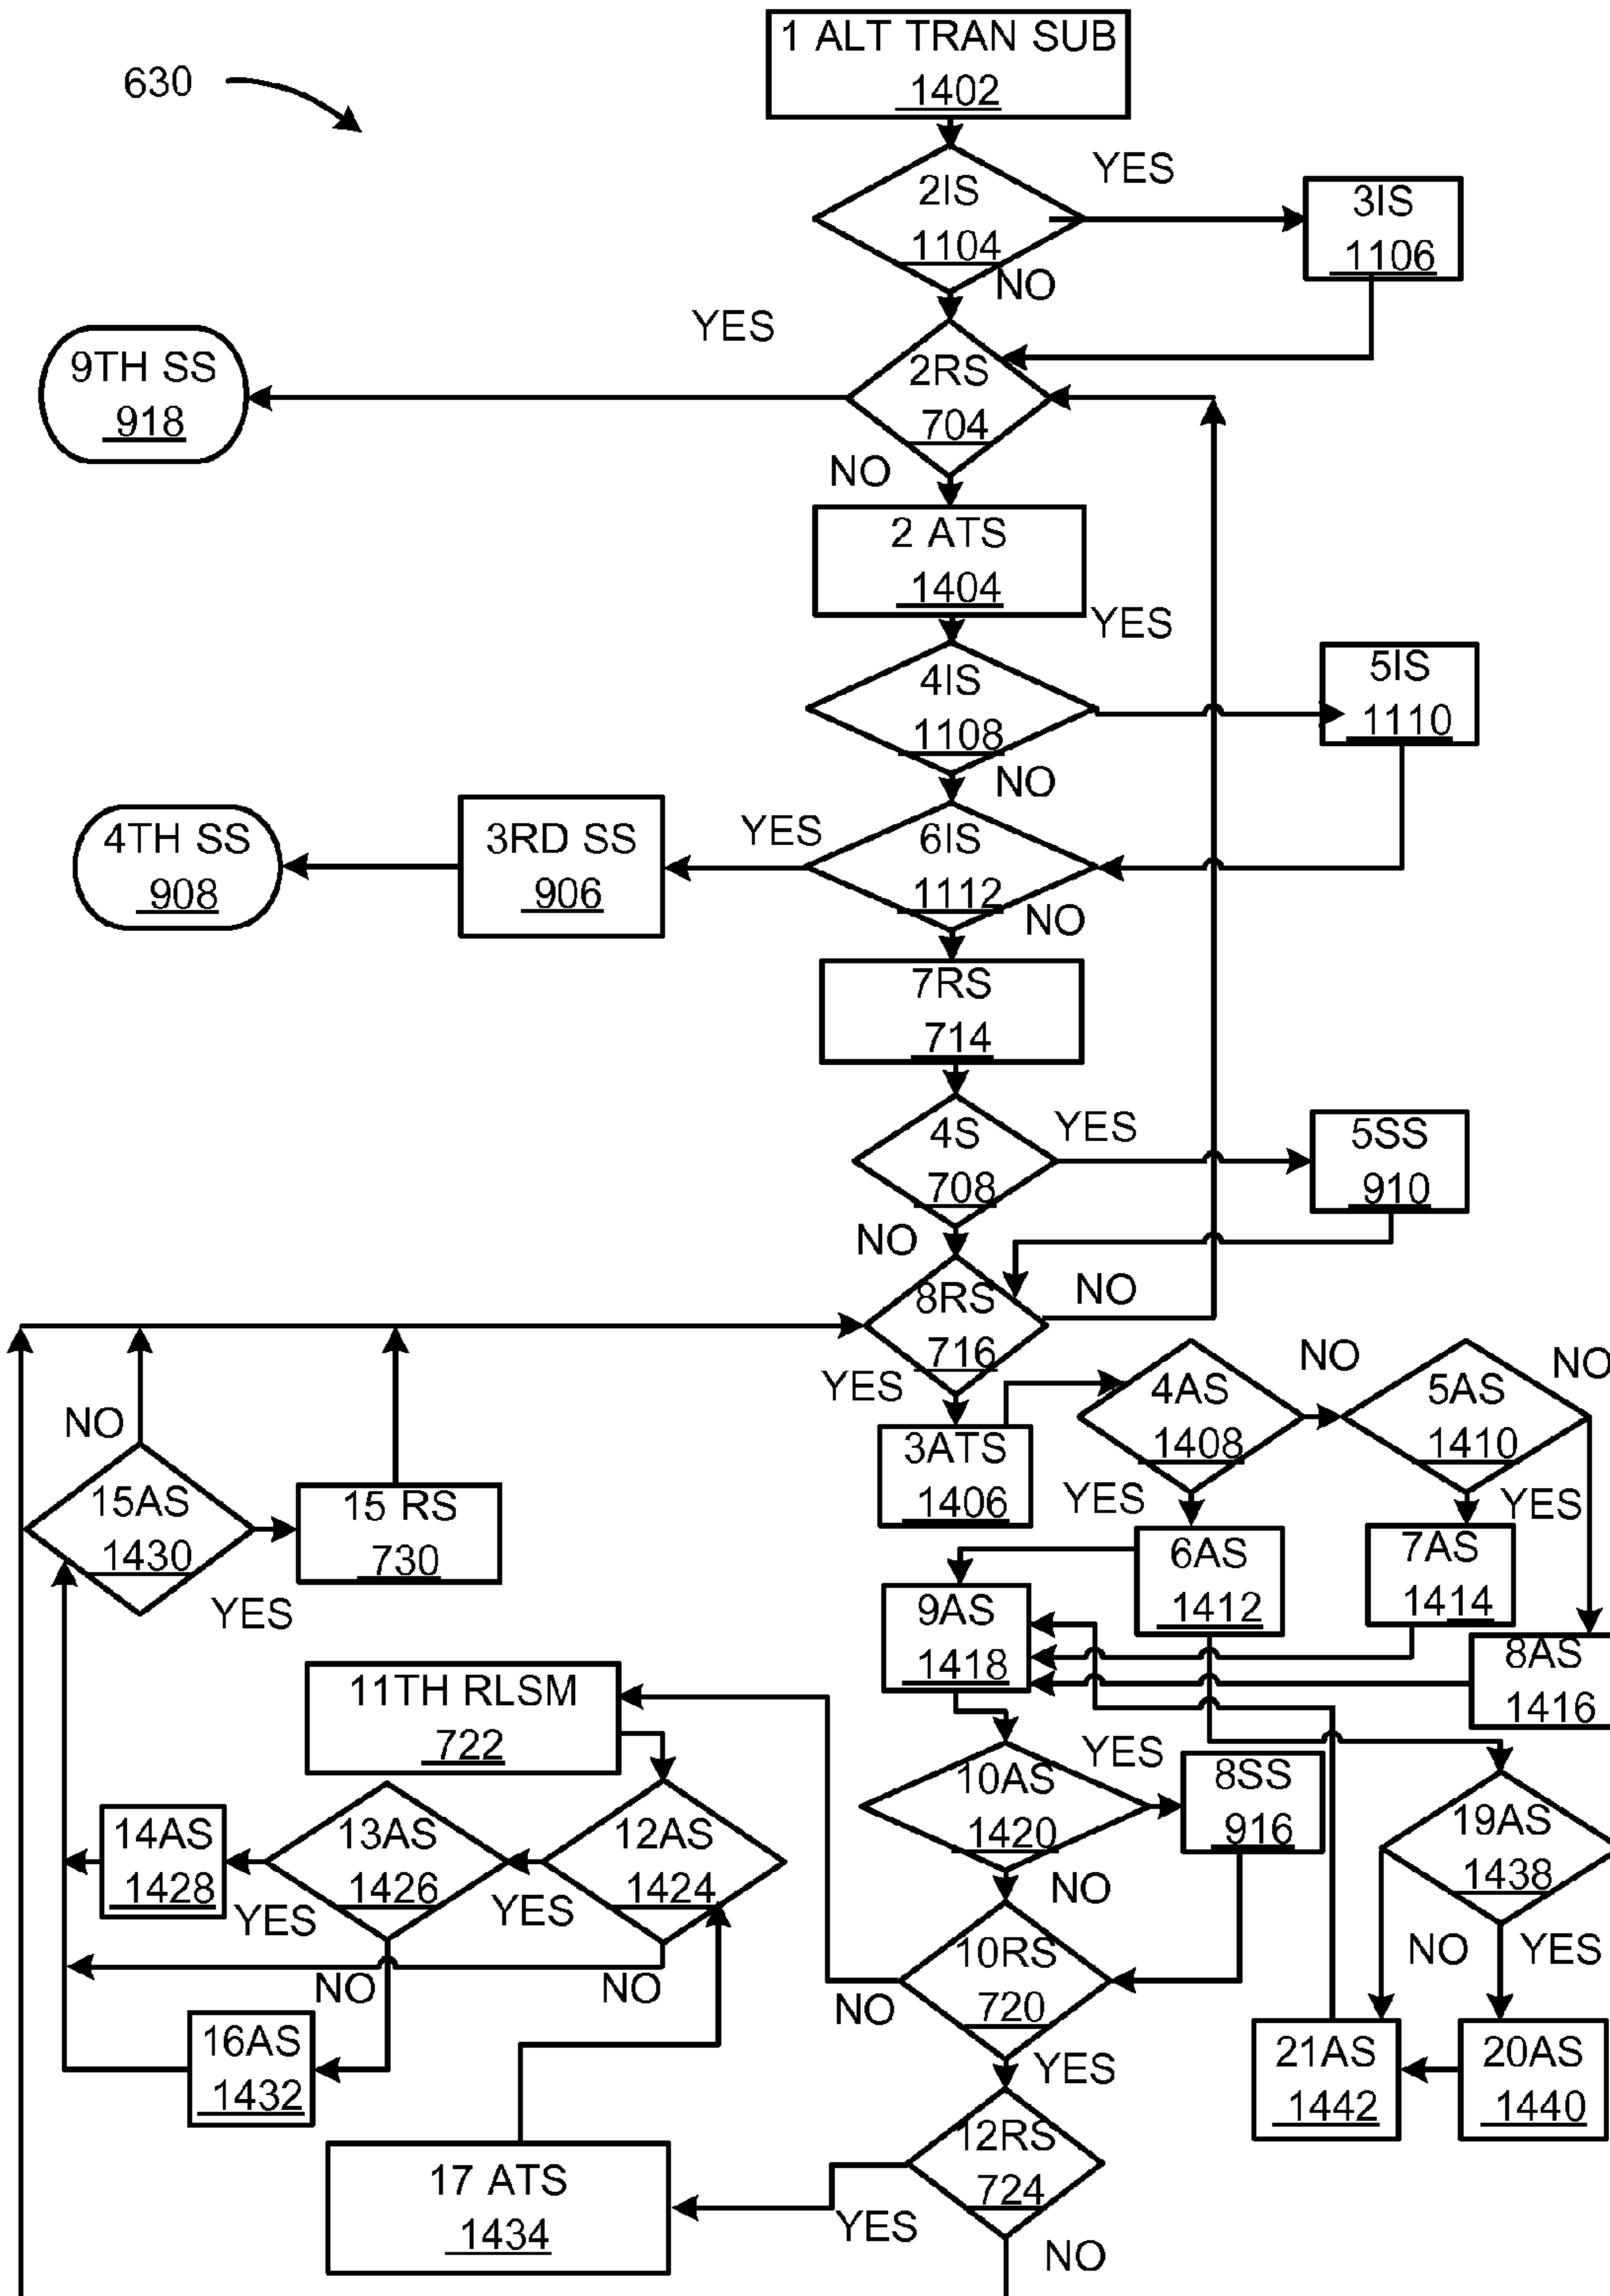 1 ALT TRAN SUB
1402
630
2IS
1104
YES
3IS
1106
NO
YES
9TH SS
918
2RS
704
NO
2 ATS
1404
YES
4IS
1108
5IS
1110
NO
4TH SS
908
3RD SS
906
YES
6IS
1112
NO
7RS
714
4S
708
YES
5SS
910
NO
8RS
716
NO
YES
4AS
1408
NO
5AS
1410
NO
NO
15AS
1430
15 RS
730
YES
3ATS
1406
YES
6AS
1412
YES
7AS
1414
9AS
1418
8AS
1416
11TH RLSM
722
10AS
1420
YES
8SS
916
19AS
1438
14AS
1428
13AS
1426
12AS
1424
YES
YES
NO
NO
NO
10RS
720
NO
NO
YES
16AS
1432
YES
21AS
1442
20AS
1440
12RS
724
17 ATS
1434
YES
NO